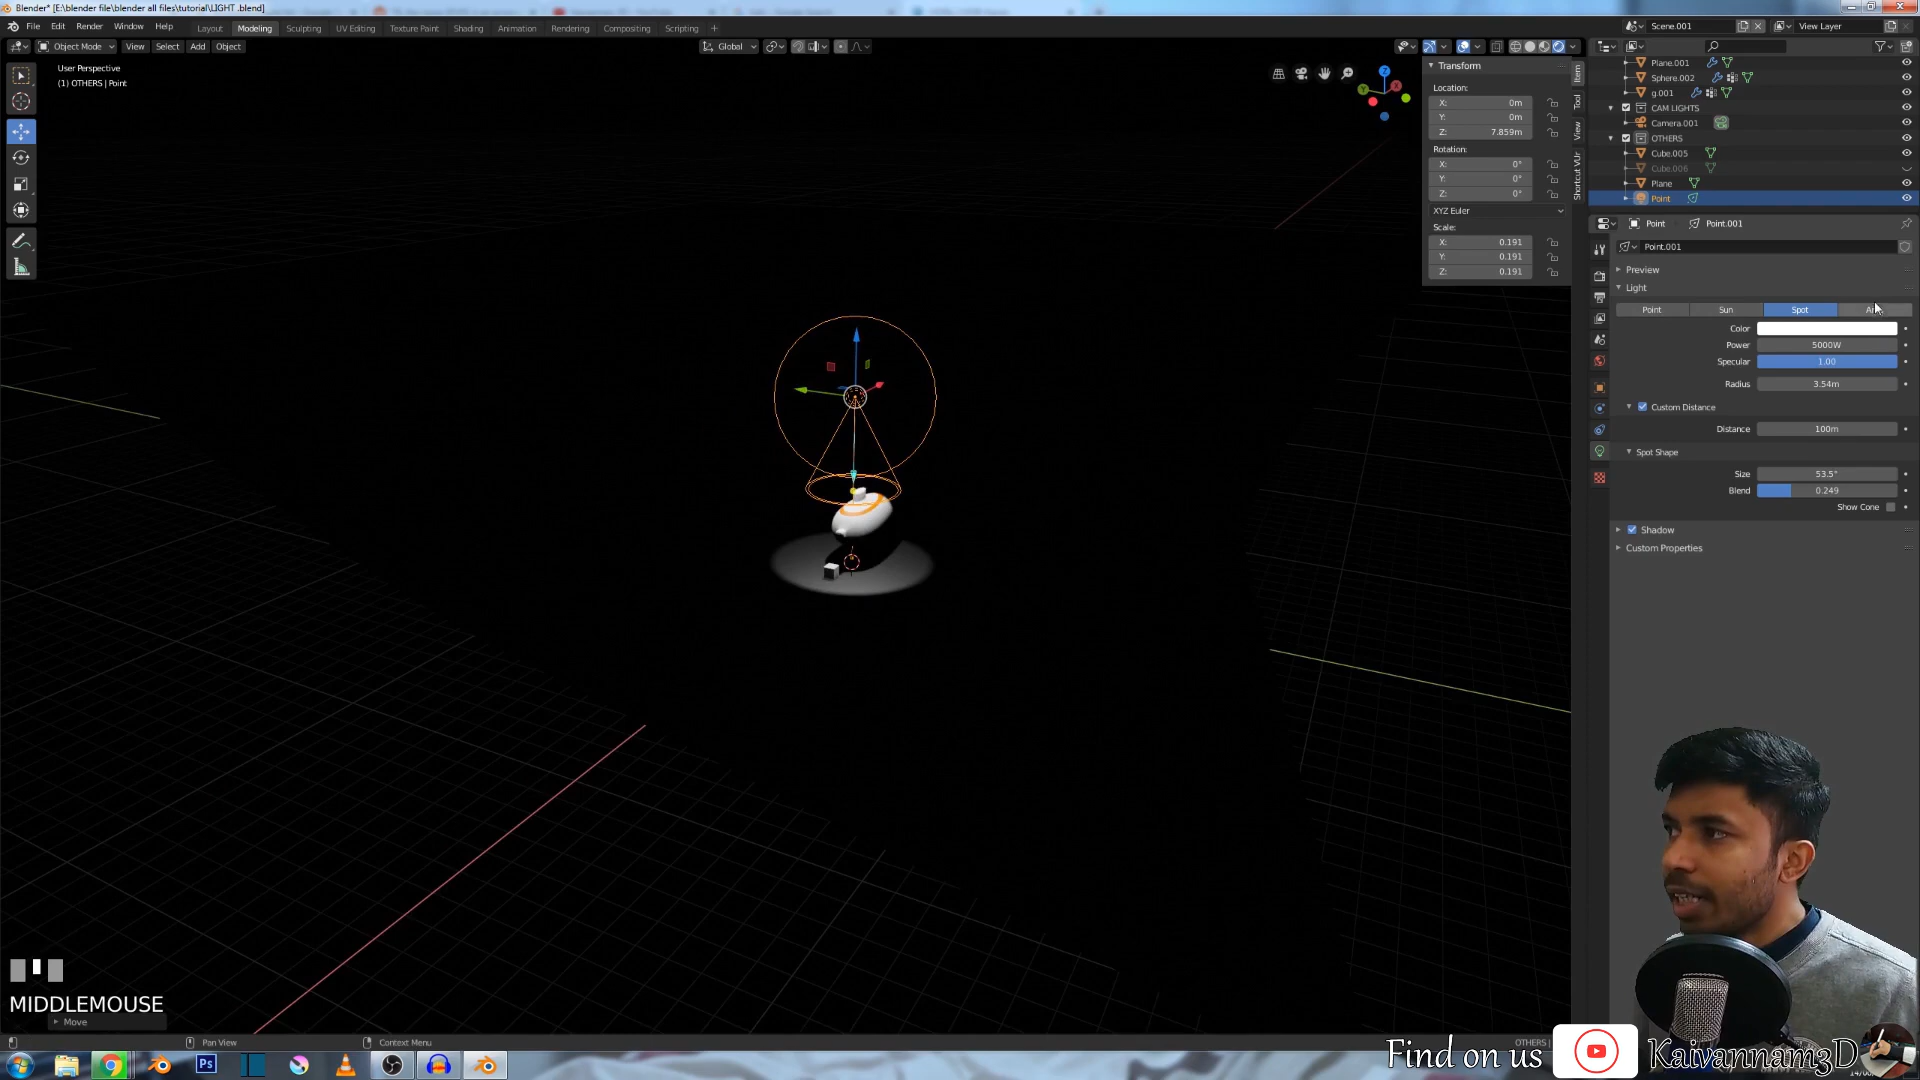 Blender* [E:\blender file\blender all files\tutorial\LIGHT .blend]
File Edit Render Window Help
Layout Modeling Sculpting UV Editing Texture Paint Shading Animation Rendering Compositing Scripting +
Scene.001 View Layer
Object Mode View Select Add Object
Global
User Perspective
(1) OTHERS | Point
Transform
Location:
X: 0m
Y: 0m
Z: 7.859m
Rotation:
X: 0°
Y: 0°
Z: 0°
XYZ Euler
Scale:
X: 0.191
Y: 0.191
Z: 0.191
Item
Tool
View
Shortcut VUr
Plane.001
Sphere.002
g.001
CAM LIGHTS
Camera.001
OTHERS
Cube.005
Cube.006
Plane
Point
Point Point.001
Point.001
Preview
Light
Point Sun Spot
Color
Power 5000W
Specular 1.00
Radius 3.54m
Custom Distance
Distance 100m
Spot Shape
Size 53.5°
Blend 0.249
Show Cone
Shadow
Custom Properties
MIDDLEMOUSE
Move
Pan View Context Menu
OTHERS |
Ps
Find on us Kaivannam3D